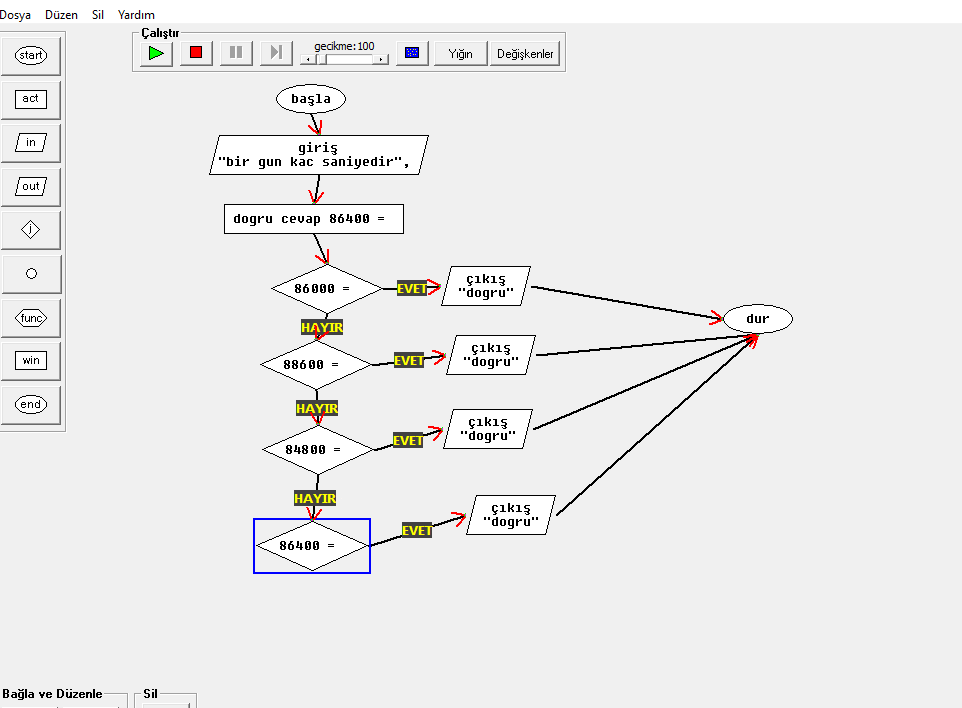 Dosya Düzen Sil Yardım
Çalıştır
gecikme:100
Yığın
Değişkenler
start
act
in
out
j
func
win
end
başla
giriş
"bir gun kac saniyedir",
dogru cevap 86400 =
86000 =
EVET
çıkış
"dogru"
dur
HAYIR
88600 =
EVET
çıkış
"dogru"
HAYIR
84800 =
EVET
çıkış
"dogru"
HAYIR
86400 =
EVET
çıkış
"dogru"
Bağla ve Düzenle
Sil